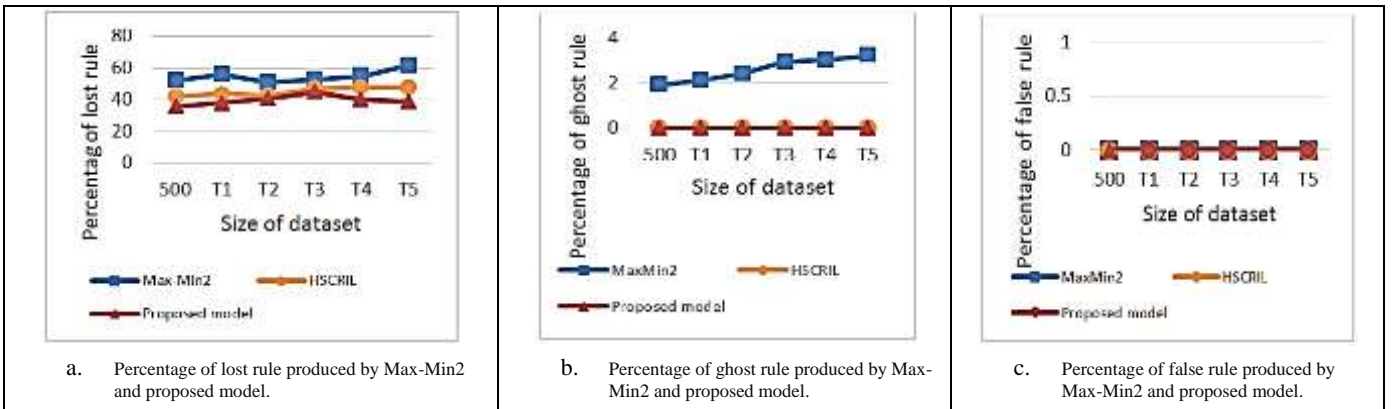 80
60
40
20
0
Percentag of lost rule
500 T1 T2 T3 T4 T5
Size of dataset
Max-Min2 HSCRIL
Proposed model
a. Percentage of lost rule produced by Max-Min2
and proposed model.
4
2
0
Percentage of ghost rule
500 T1 T2 T3 T4 T5
Size of dataset
MaxMin2 HSCRIL
Proposed model
b. Percentage of ghost rule produced by Max-
Min2 and proposed model.
1
0.5
0
Percentage of false rule
500 T1 T2 T3 T4 T5
Size of dataset
MaxMin2 HSCRIL
Proposed model
c. Percentage of false rule produced by
Max-Min2 and proposed model.